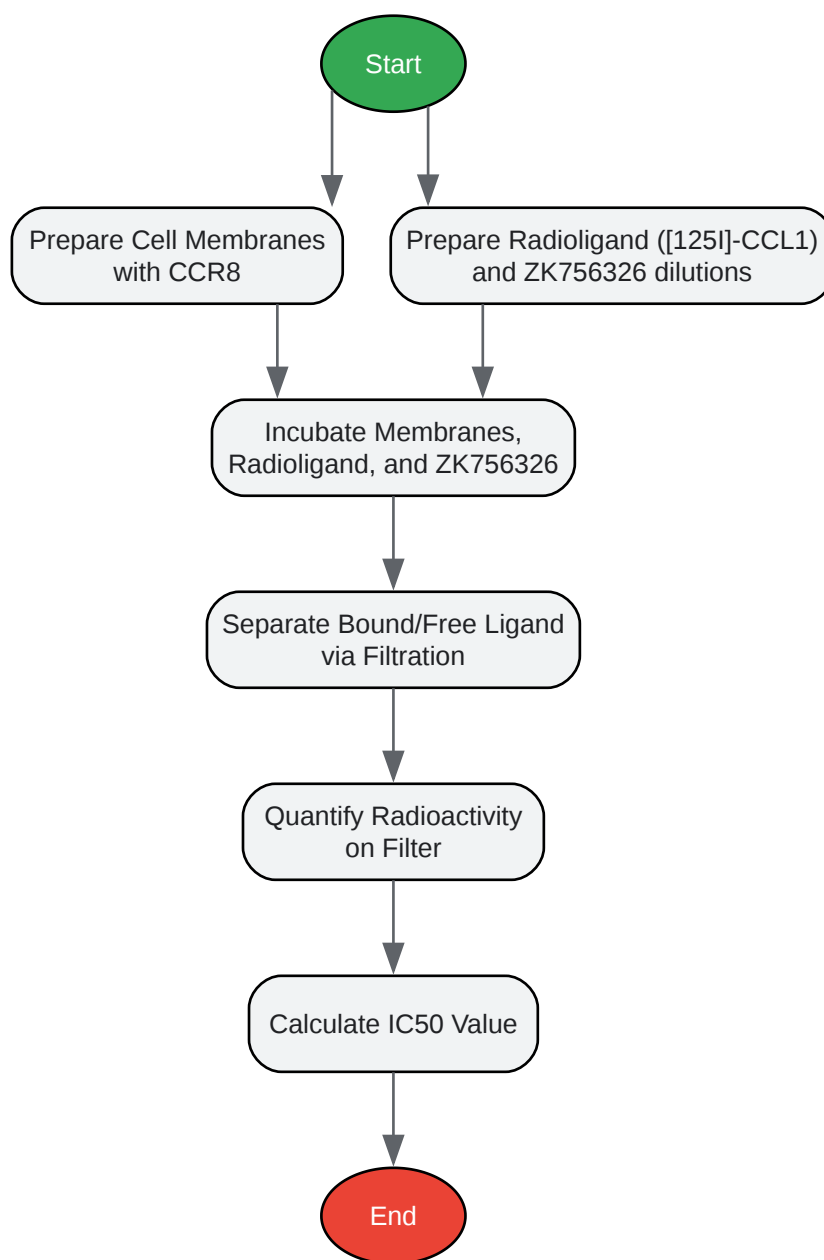 Start
Prepare Cell Membranes
with CCR8
Prepare Radioligand ([125I]-CCL1)
and ZK756326 dilutions
Incubate Membranes,
Radioligand, and ZK756326
Separate Bound/Free Ligand
via Filtration
Quantify Radioactivity
on Filter
Calculate IC50 Value
End